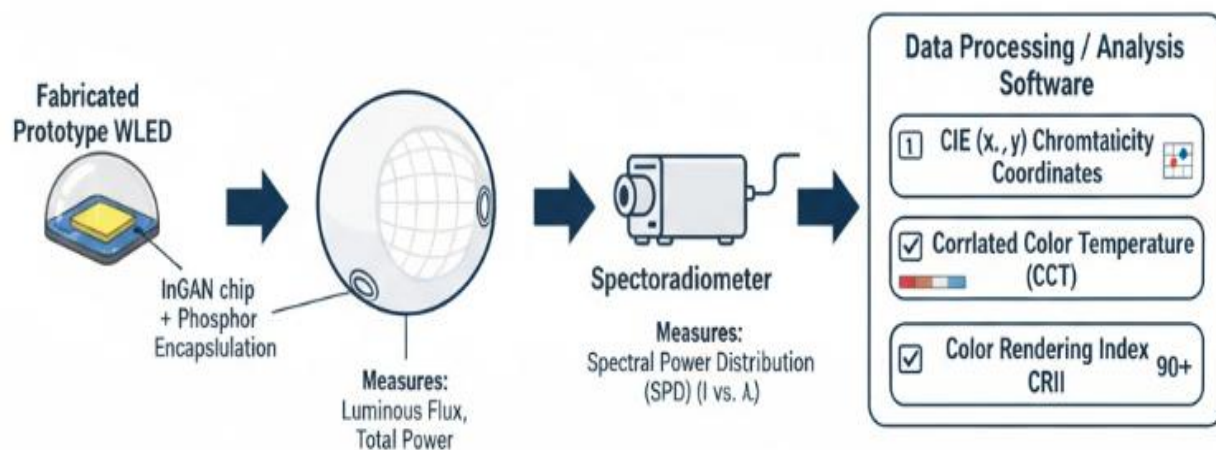 Fabricated
Prototype WLED
InGAN chip
+ Phosphor
Encapslulation
Measures:
Luminous Flux,
Total Power
Spectoradiometer
Measures:
Spectral Power Distribution
(SPD) (I vs. λ.)
Data Processing / Analysis
Software
1 CIE (x., y) Chromtaticity
Coordinates
Corrlated Color Temperature
(CCT)
Color Rendering Index 90+
CRII